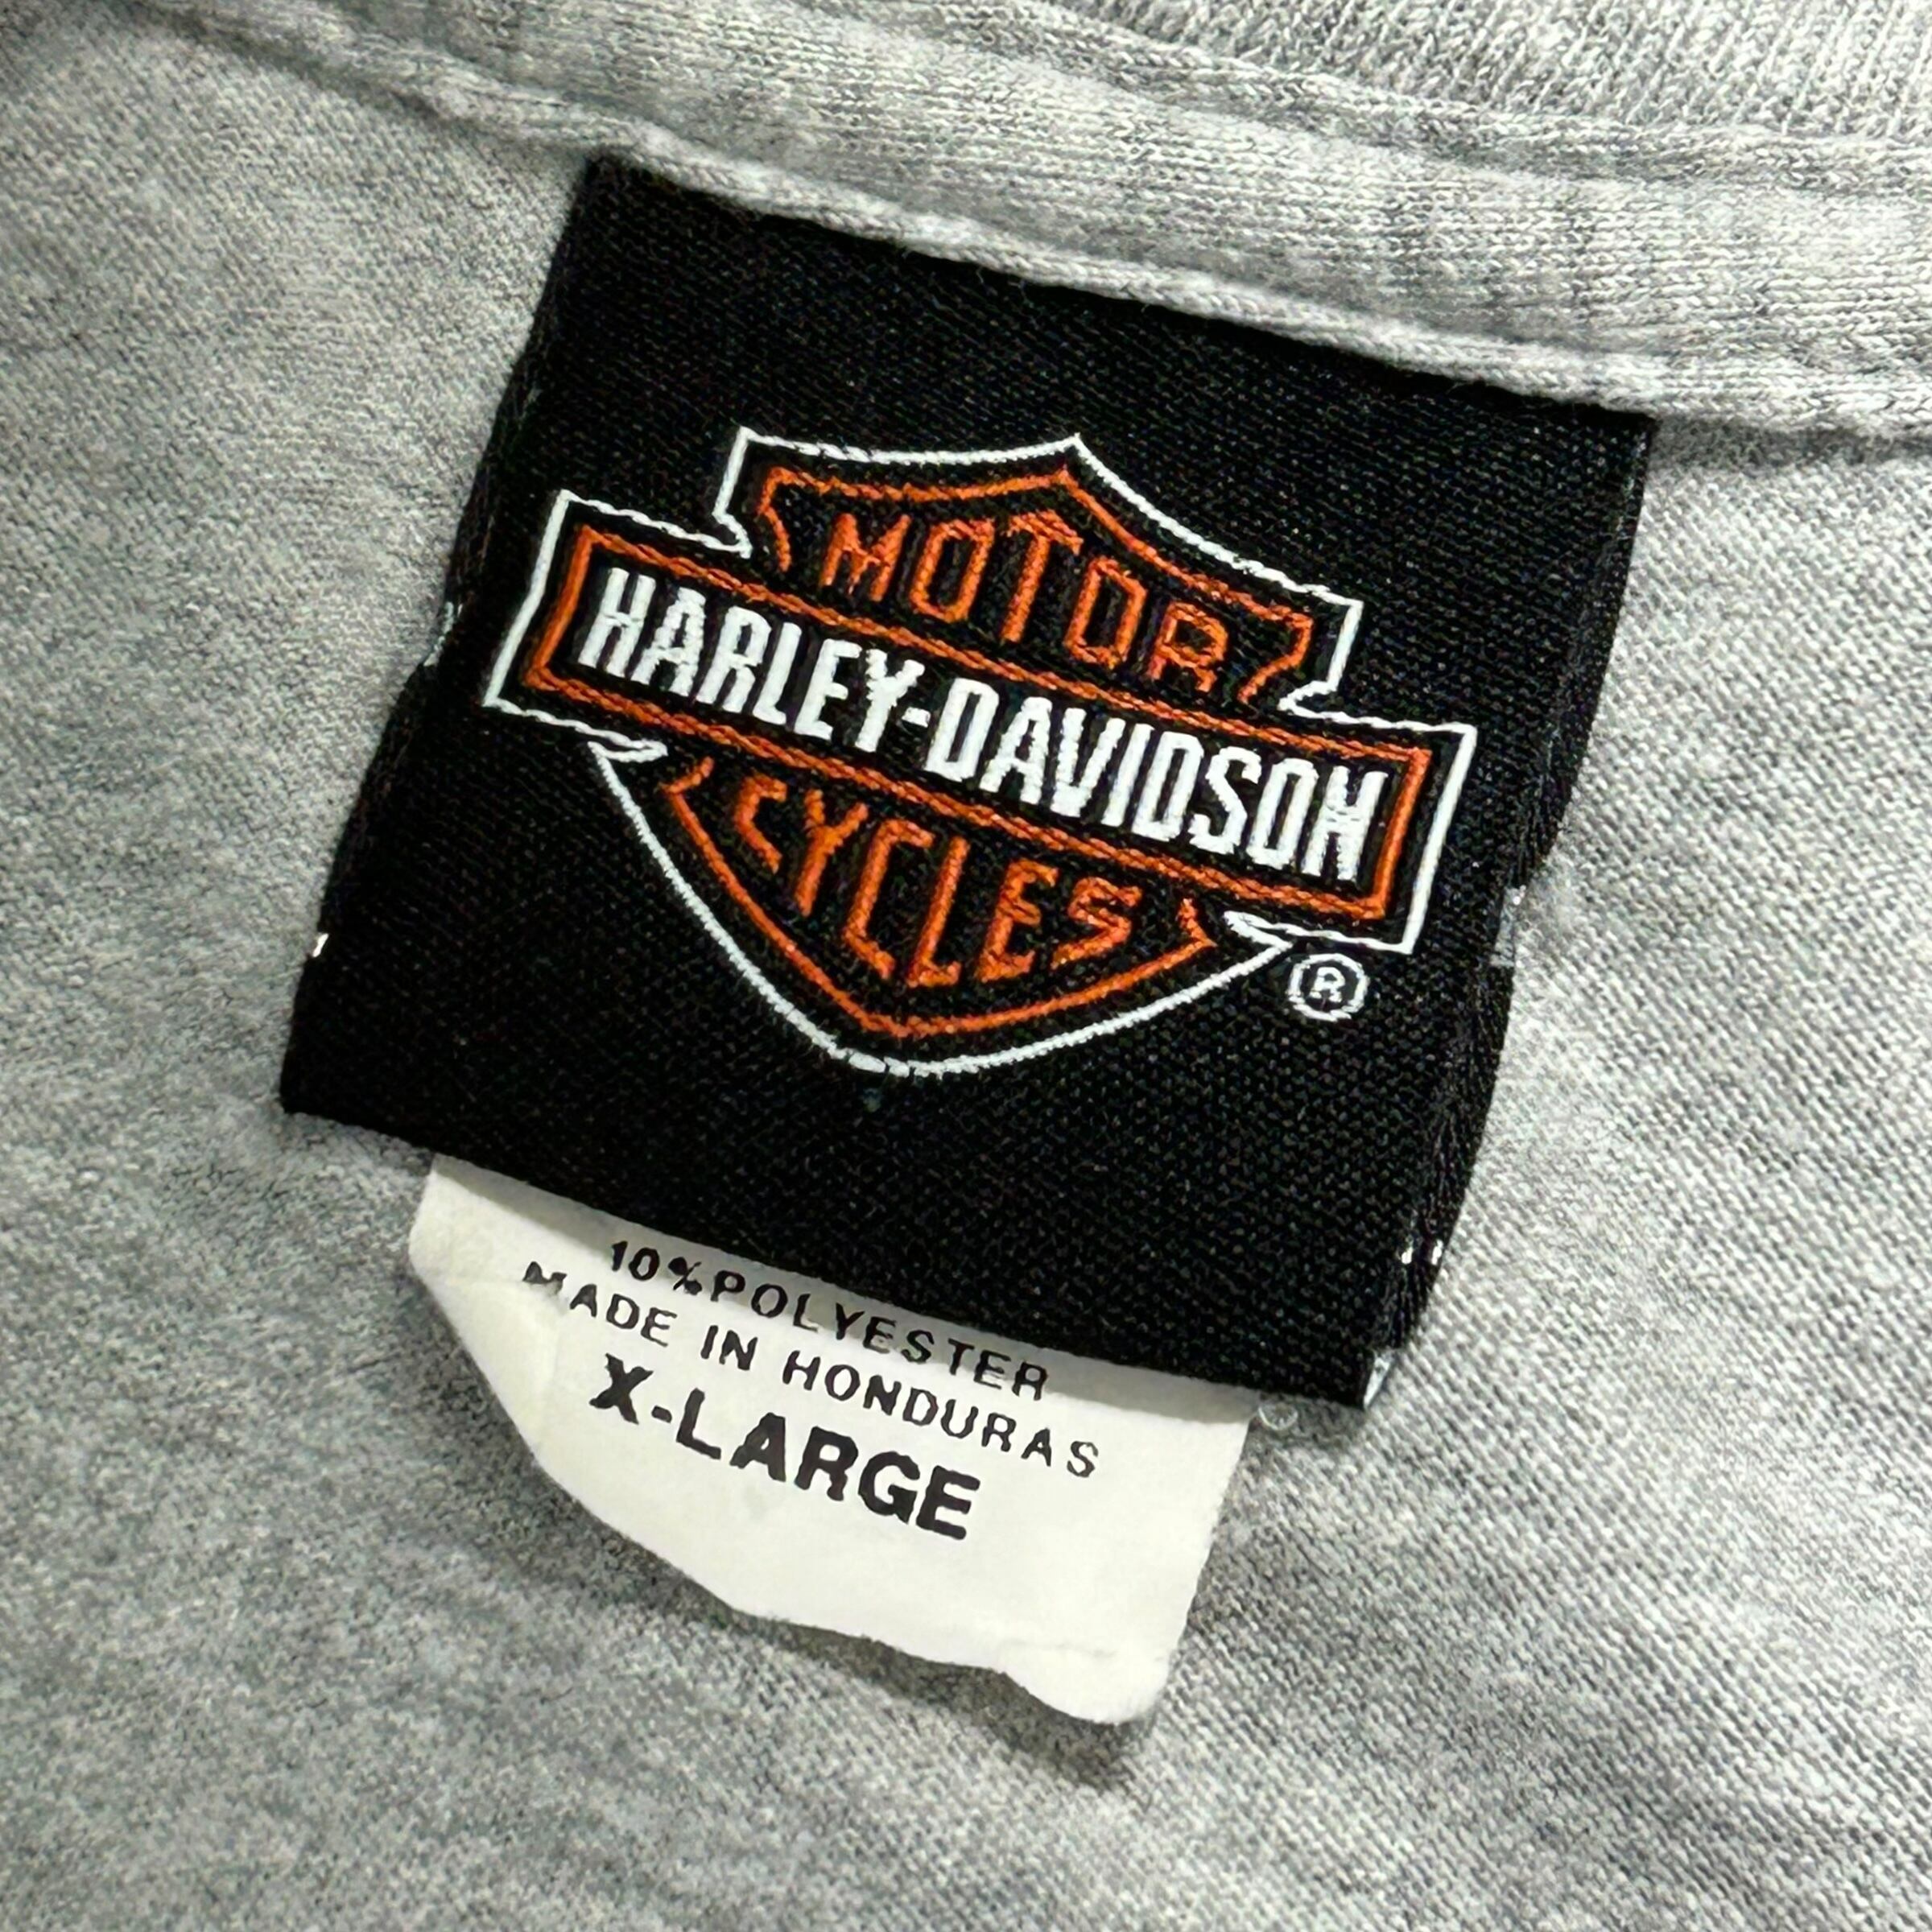 MOTOR
HARLEY-DAVIDSON
CYCLES
®
10%POLYESTER
MADE IN HONDURAS
X-LARGE